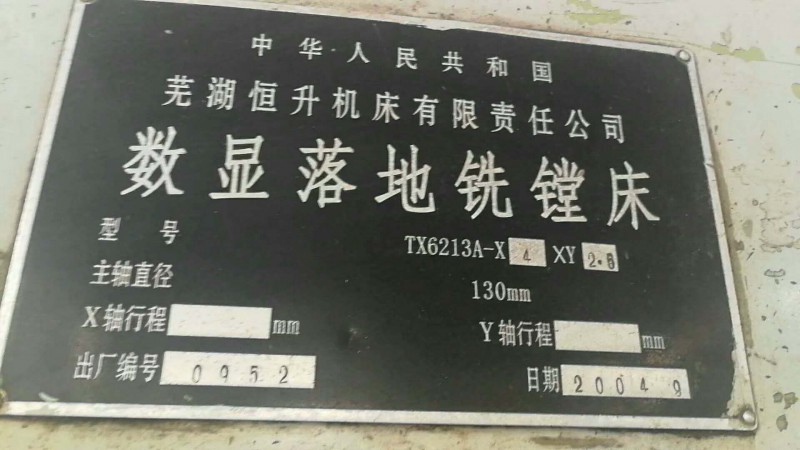 中华人民共和国
芜湖恒升机床有限责任公司
数显落地铣镗床
型号 TX6213A-X 4 XY 2.6
主轴直径 130mm
X轴行程 mm Y轴行程 mm
出厂编号 0952 日期 2004 9